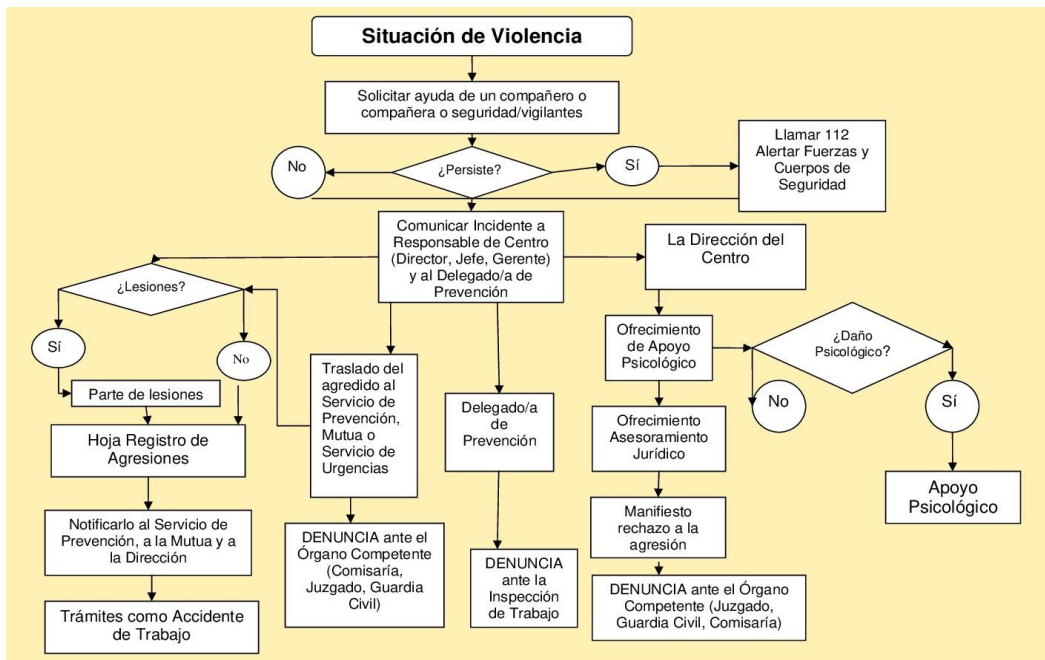 Situación de Violencia
Solicitar ayuda de un compañero o
compañera o seguridad/vigilantes
No
¿Persiste?
Sí
Llamar 112
Alertar Fuerzas y
Cuerpos de
Seguridad
Comunicar Incidente a
Responsable de Centro
(Director, Jefe, Gerente)
y al Delegado/a de
Prevención
La Dirección del
Centro
¿Lesiones?
Sí
No
Parte de lesiones
Hoja Registro de
Agresiones
Notificarlo al Servicio de
Prevención, a la Mutua y a
la Dirección
Trámites como Accidente
de Trabajo
Traslado del
agredido al
Servicio de
Prevención,
Mutua o
Servicio de
Urgencias
DENUNCIA ante el
Órgano Competente
(Comisaría,
Juzgado, Guardia
Civil)
Delegado/a
de
Prevención
DENUNCIA
ante la
Inspección
de Trabajo
Ofrecimiento
de Apoyo
Psicológico
Ofrecimiento
Asesoramiento
Jurídico
Manifiesto
rechazo a la
agresión
DENUNCIA ante el Órgano
Competente (Juzgado,
Guardia Civil, Comisaría)
¿Daño
Psicológico?
No
Sí
Apoyo
Psicológico